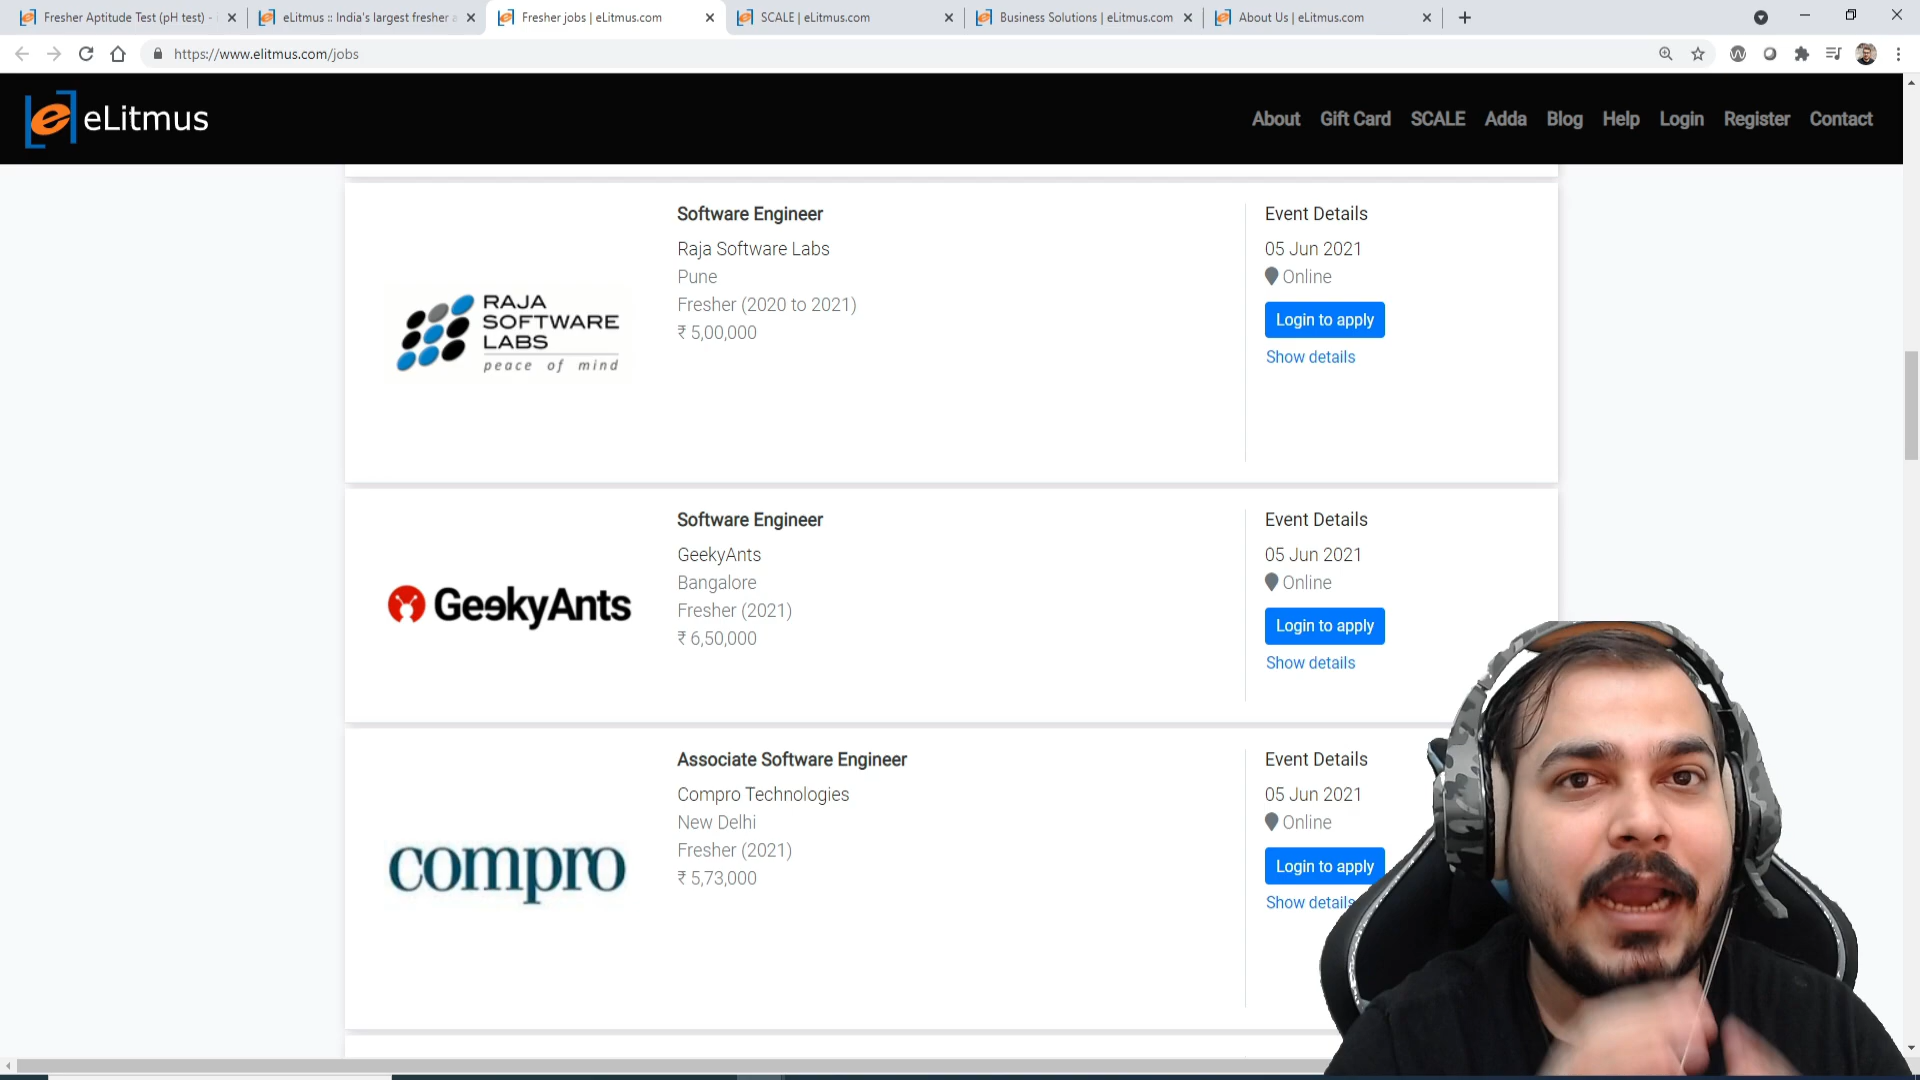 Fresher Aptitude Test (pH test) -
eLitmus :: India's largest fresher a
Fresher jobs | eLitmus.com
SCALE | eLitmus.com
Business Solutions | eLitmus.com
About Us | eLitmus.com
https://www.elitmus.com/jobs
eLitmus
About Gift Card SCALE Adda Blog Help Login Register Contact
RAJA
SOFTWARE
LABS
peace of mind
Software Engineer
Raja Software Labs
Pune
Fresher (2020 to 2021)
₹ 5,00,000
Event Details
05 Jun 2021
Online
Login to apply
Show details
GeekyAnts
Software Engineer
GeekyAnts
Bangalore
Fresher (2021)
₹ 6,50,000
Event Details
05 Jun 2021
Online
Login to apply
Show details
compro
Associate Software Engineer
Compro Technologies
New Delhi
Fresher (2021)
₹ 5,73,000
Event Details
05 Jun 2021
Online
Login to apply
Show details